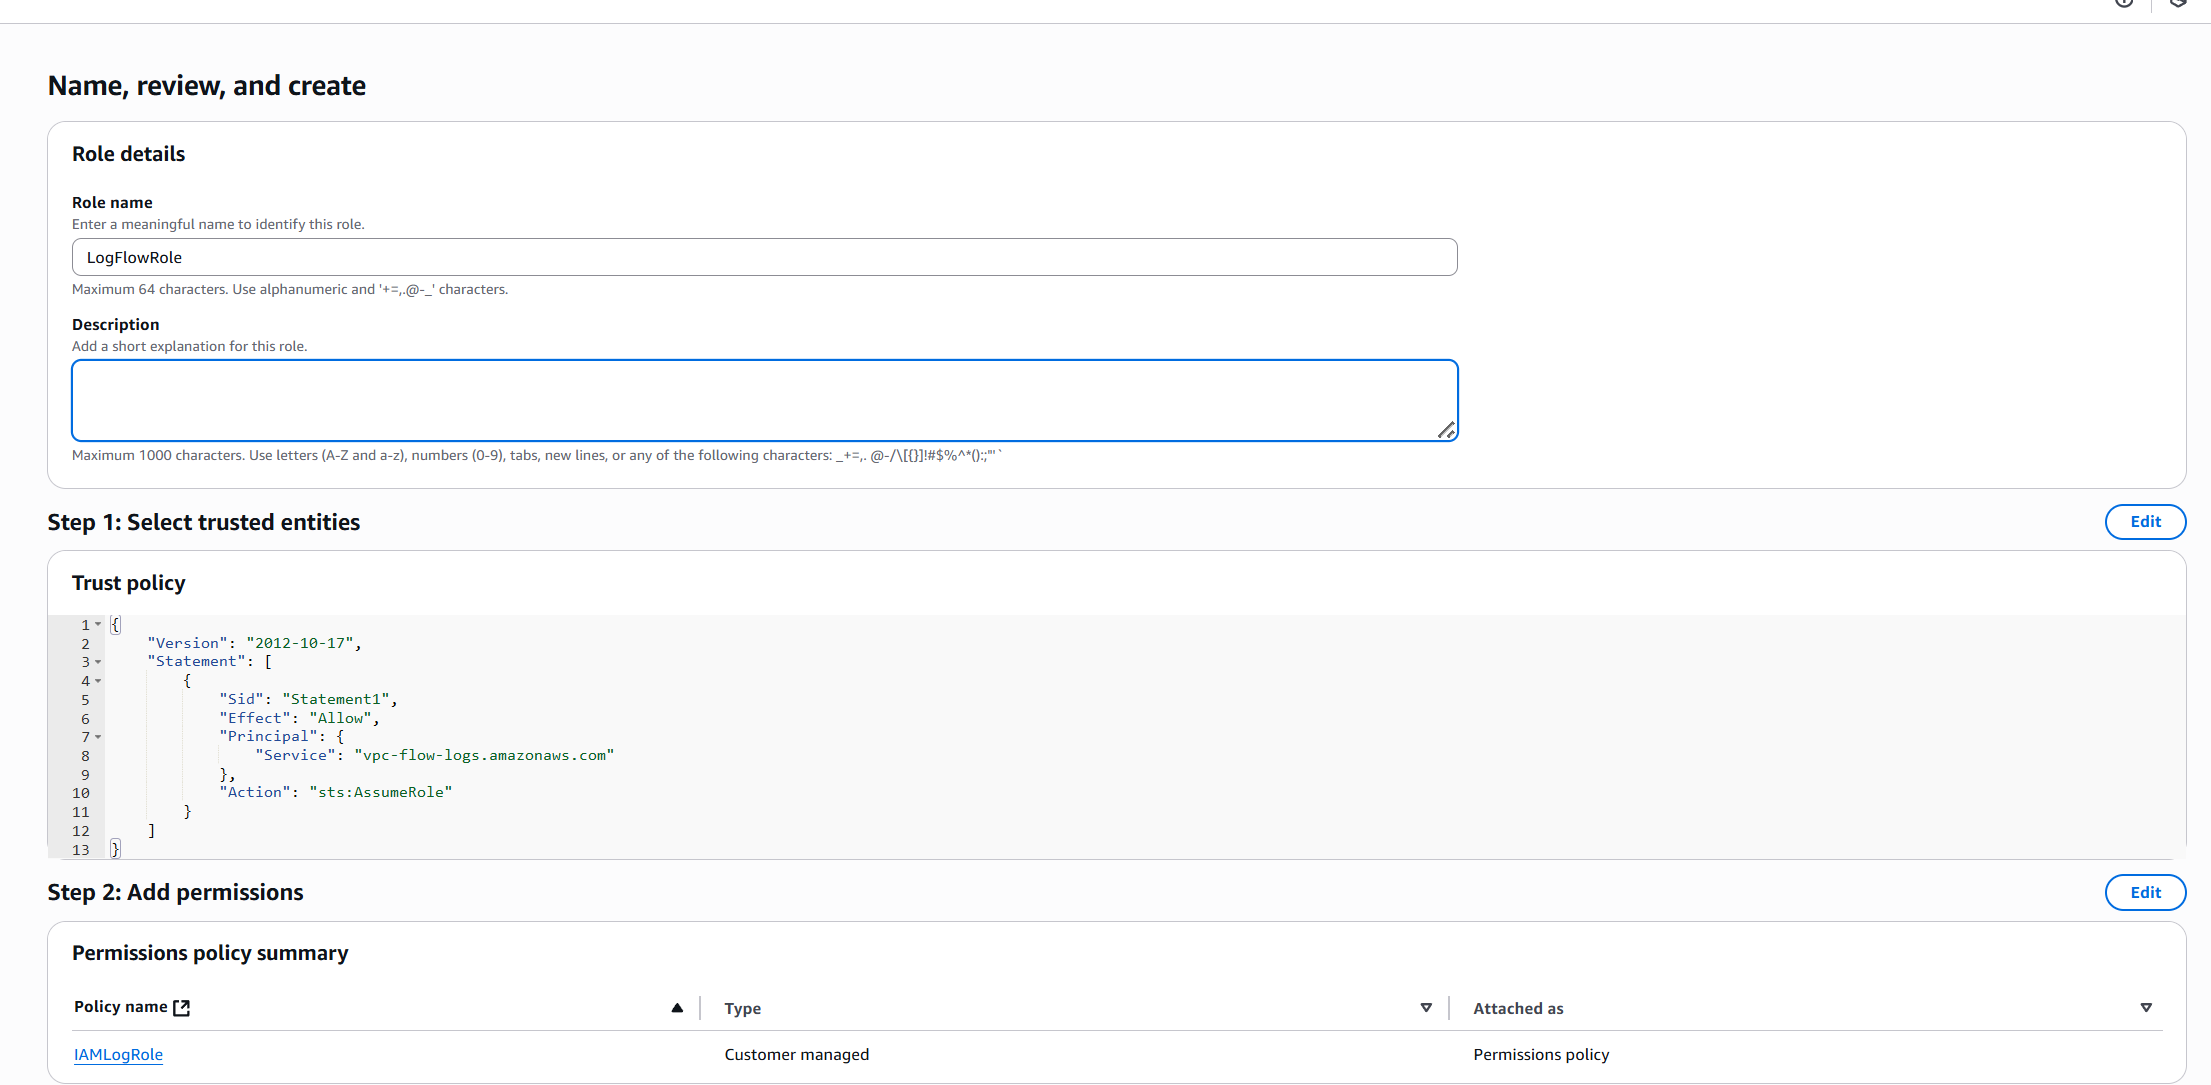 Name, review, and create
Role details
Role name
Enter a meaningful name to identify this role.
LogFlowRole
Maximum 64 characters. Use alphanumeric and '+=,.@-_' characters.
Description
Add a short explanation for this role.
Maximum 1000 characters. Use letters (A-Z and a-z), numbers (0-9), tabs, new lines, or any of the following characters: _+=,. @-/\[{}]!#$%^*();:;"'`
Step 1: Select trusted entities
Edit
Trust policy
1 {
2 "Version": "2012-10-17",
3 "Statement": [
4 {
5 "Sid": "Statement1",
6 "Effect": "Allow",
7 "Principal": {
8 "Service": "vpc-flow-logs.amazonaws.com"
9 },
10 "Action": "sts:AssumeRole"
11 }
12 ]
13 }
Step 2: Add permissions
Edit
Permissions policy summary
Policy name
Type
Attached as
IAMLogRole
Customer managed
Permissions policy